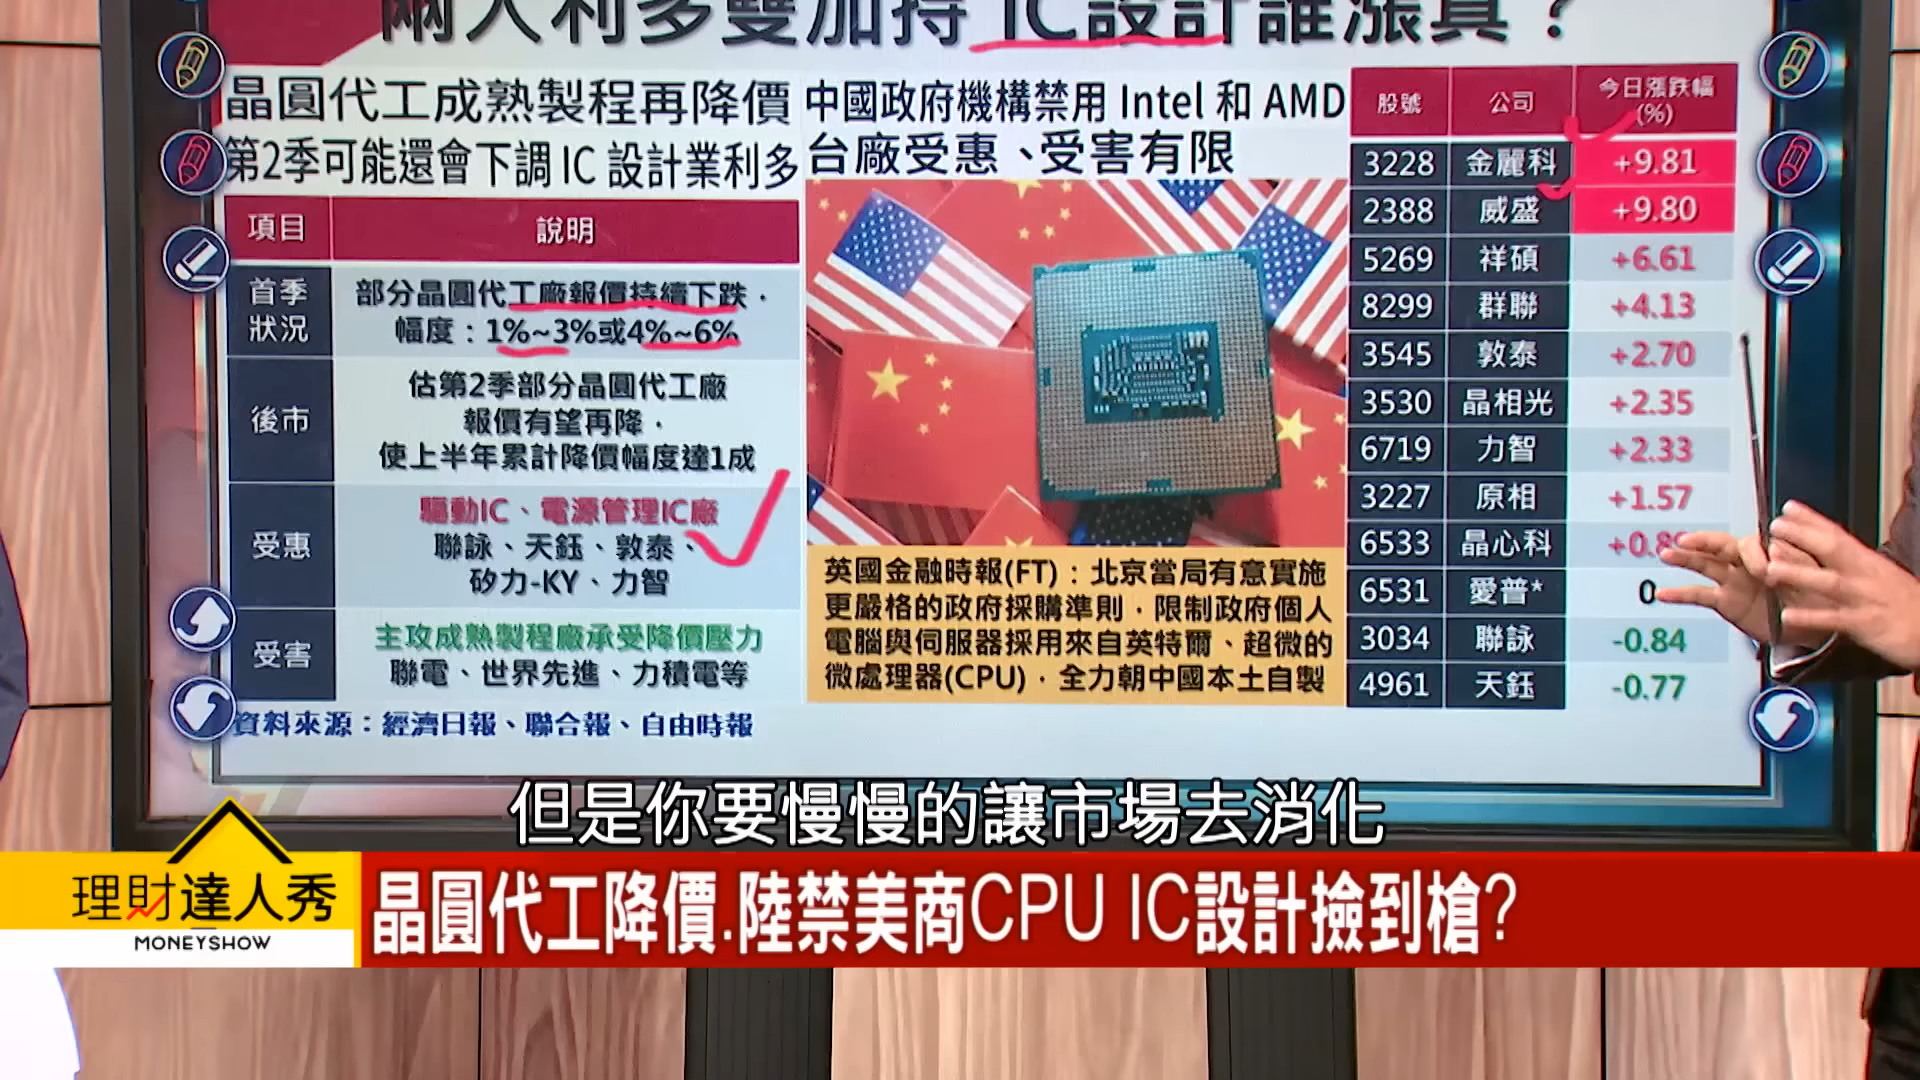 兩大利多雙加持 IC設計誰漲真？
晶圓代工成熟製程再降價
第2季可能還會下調 IC 設計業利多
項目 說明
首季狀況 部分晶圓代工廠報價持續下跌，
幅度：1%~3%或4%~6%
後市 估第2季部分晶圓代工廠
報價有望再降，
使上半年累計降價幅度達1成
受惠 驅動IC、電源管理IC廠
聯詠、天鈺、敦泰、
矽力-KY、力智
受害 主攻成熟製程廠承受降價壓力
聯電、世界先進、力積電等
資料來源：經濟日報、聯合報、自由時報
中國政府機構禁用 Intel 和 AMD
台廠受惠、受害有限
英國金融時報(FT)：北京當局有意實施
更嚴格的政府採購準則，限制政府個人
電腦與伺服器採用來自英特爾、超微的
微處理器(CPU)，全力朝中國本土自製
股號 公司 今日漲跌幅(%)
3228 金麗科 +9.81
2388 威盛 +9.80
5269 祥碩 +6.61
8299 群聯 +4.13
3545 敦泰 +2.70
3530 晶相光 +2.35
6719 力智 +2.33
3227 原相 +1.57
6533 晶心科 +0.8
6531 愛普* 0
3034 聯詠 -0.84
4961 天鈺 -0.77
但是你要慢慢的讓市場去消化
理財達人秀
MONEYSHOW
晶圓代工降價.陸禁美商CPU IC設計撿到槍?